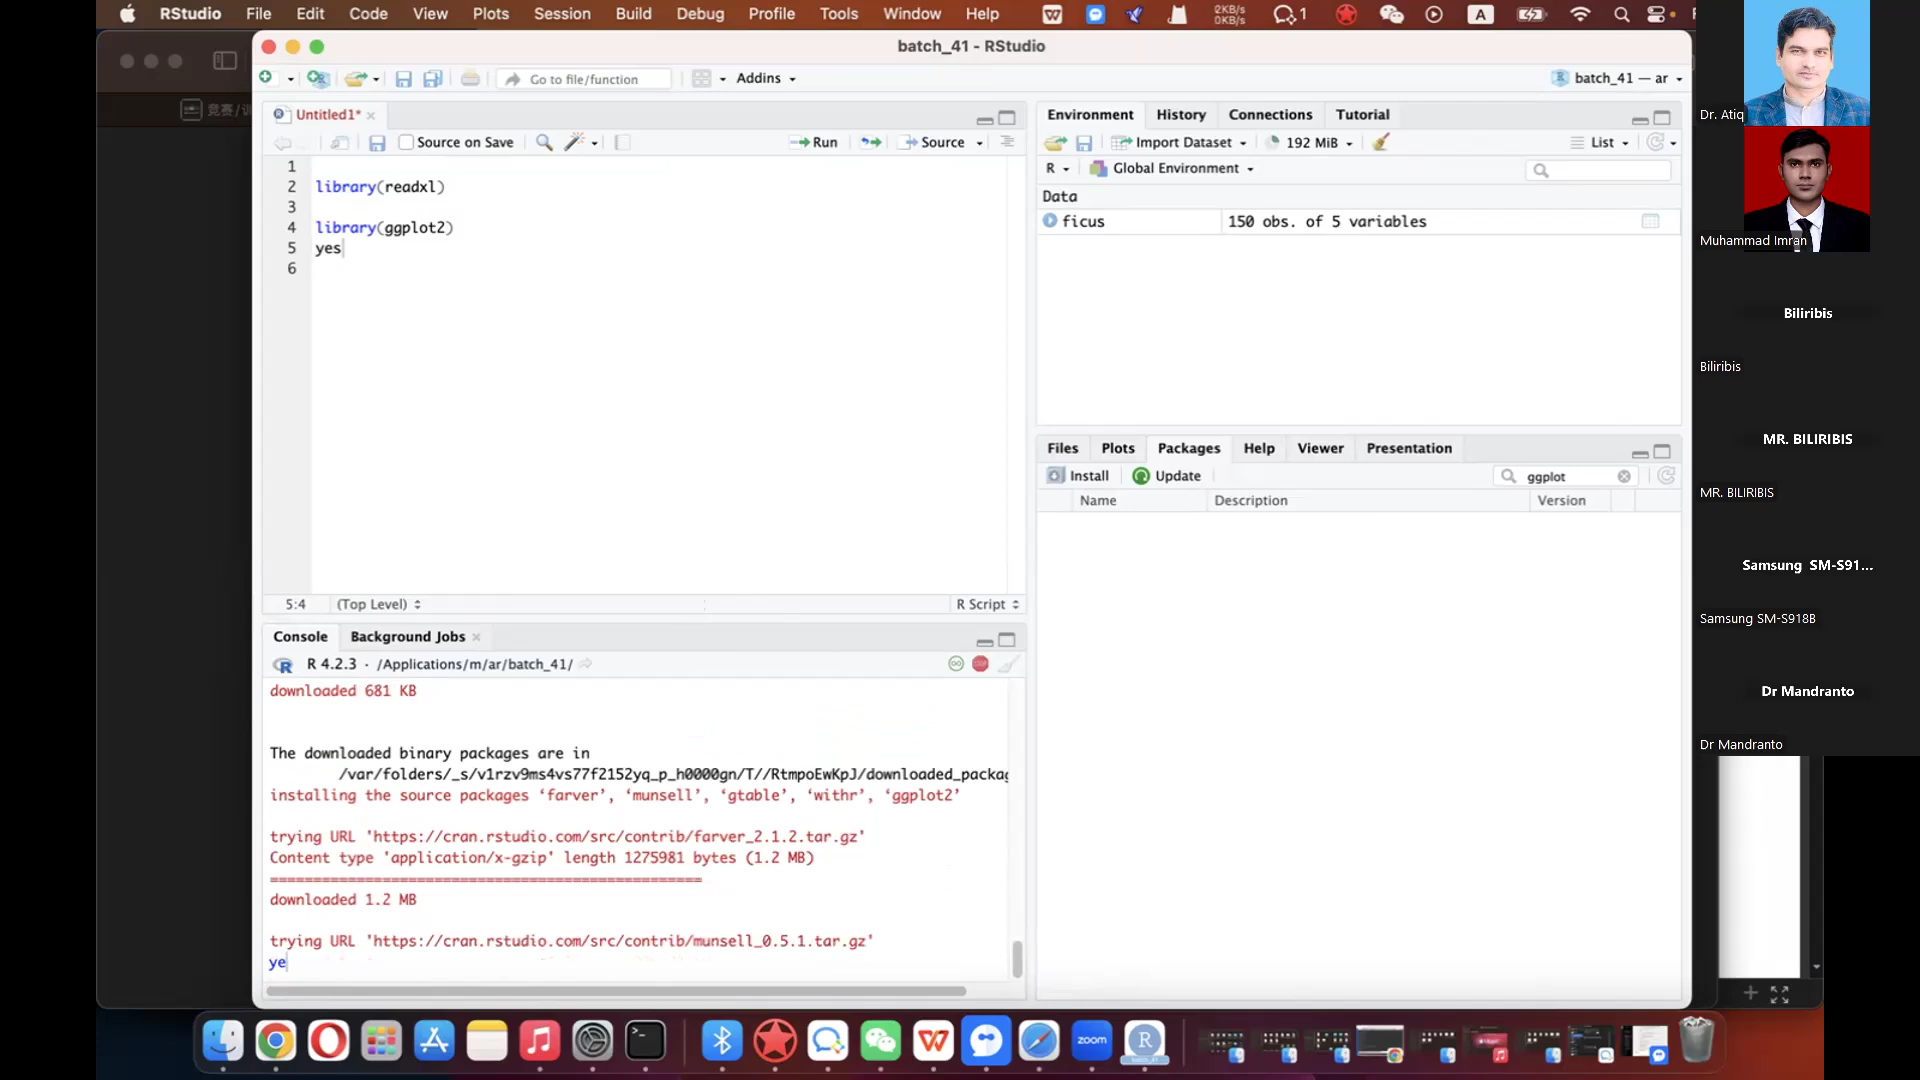 RStudio File Edit Code View Plots Session Build Debug Profile Tools Window Help
2KB/s
0KB/s
1
A
batch_41 - RStudio
Go to file/function
Addins
batch_41 — ar
Untitled1*
Source on Save
Run
Source
1
2 library(readxl)
3
4 library(ggplot2)
5 yes
6
5:4 (Top Level)
R Script
Console Background Jobs
R 4.2.3 · /Applications/m/ar/batch_41/
downloaded 681 KB
The downloaded binary packages are in
/var/folders/_s/v1rzv9ms4vs77f2152yq_p_h0000gn/T//RtmpoEwKpJ/downloaded_packag
installing the source packages ‘farver’, ‘munsell’, ‘gtable’, ‘withr’, ‘ggplot2’
trying URL 'https://cran.rstudio.com/src/contrib/farver_2.1.2.tar.gz'
Content type 'application/x-gzip' length 1275981 bytes (1.2 MB)
==================================================
downloaded 1.2 MB
trying URL 'https://cran.rstudio.com/src/contrib/munsell_0.5.1.tar.gz'
ye
Environment History Connections Tutorial
Import Dataset
192 MiB
List
R
Global Environment
Data
ficus 150 obs. of 5 variables
Files Plots Packages Help Viewer Presentation
Install Update
ggplot
Name Description Version
Dr. Atiq
Muhammad Imran
Biliribis
Biliribis
MR. BILIRIBIS
MR. BILIRIBIS
Samsung SM-S91...
Samsung SM-S918B
Dr Mandranto
Dr Mandranto
zoom